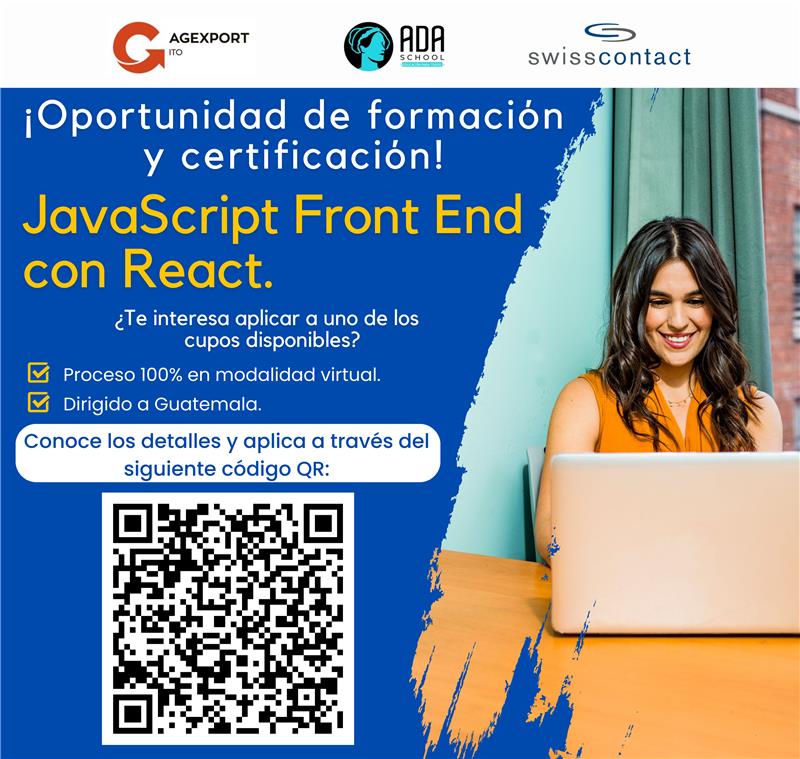 AGEXPORT
ITO
ADA
SCHOOL
swisscontact
¡Oportunidad de formación
y certificación!
JavaScript Front End
con React.
¿Te interesa aplicar a uno de los
cupos disponibles?
Proceso 100% en modalidad virtual.
Dirigido a Guatemala.
Conoce los detalles y aplica a través del
siguiente código QR: